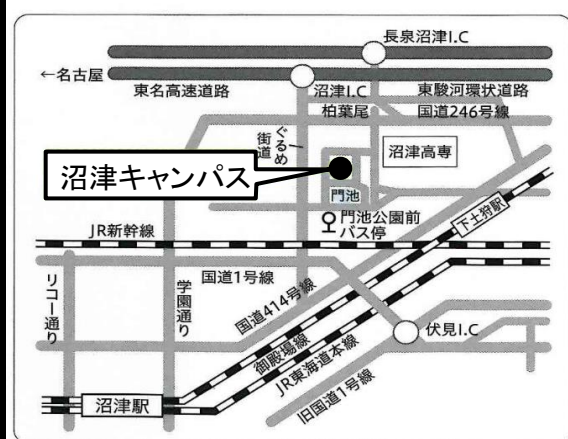 長泉沼津I.C
←名古屋
東名高速道路
沼津I.C
東駿河環状道路
柏葉尾
国道246号線
ぐるめ
街道
沼津高専
沼津キャンパス
門池
門池公園前
バス停
下土狩駅
JR新幹線
国道1号線
リコー通り
学園通り
国道414号線
御殿場線
JR東海道本線
伏見I.C
旧国道1号線
沼津駅